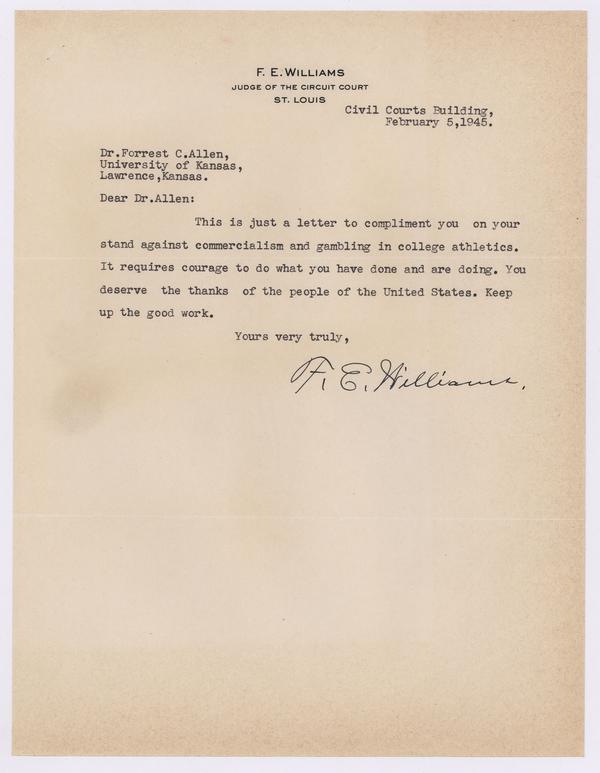 F. E. WILLIAMS
JUDGE OF THE CIRCUIT COURT
ST. LOUIS
Civil Courts Building,
February 5,1945.
Dr.Forrest C.Allen,
University of Kansas,
Lawrence,Kansas.
Dear Dr.Allen:
This is just a letter to compliment you on your
stand against commercialism and gambling in college athletics.
It requires courage to do what you have done and are doing. You
deserve the thanks of the people of the United States. Keep
up the good work.
Yours very truly,
F. E. Williams.